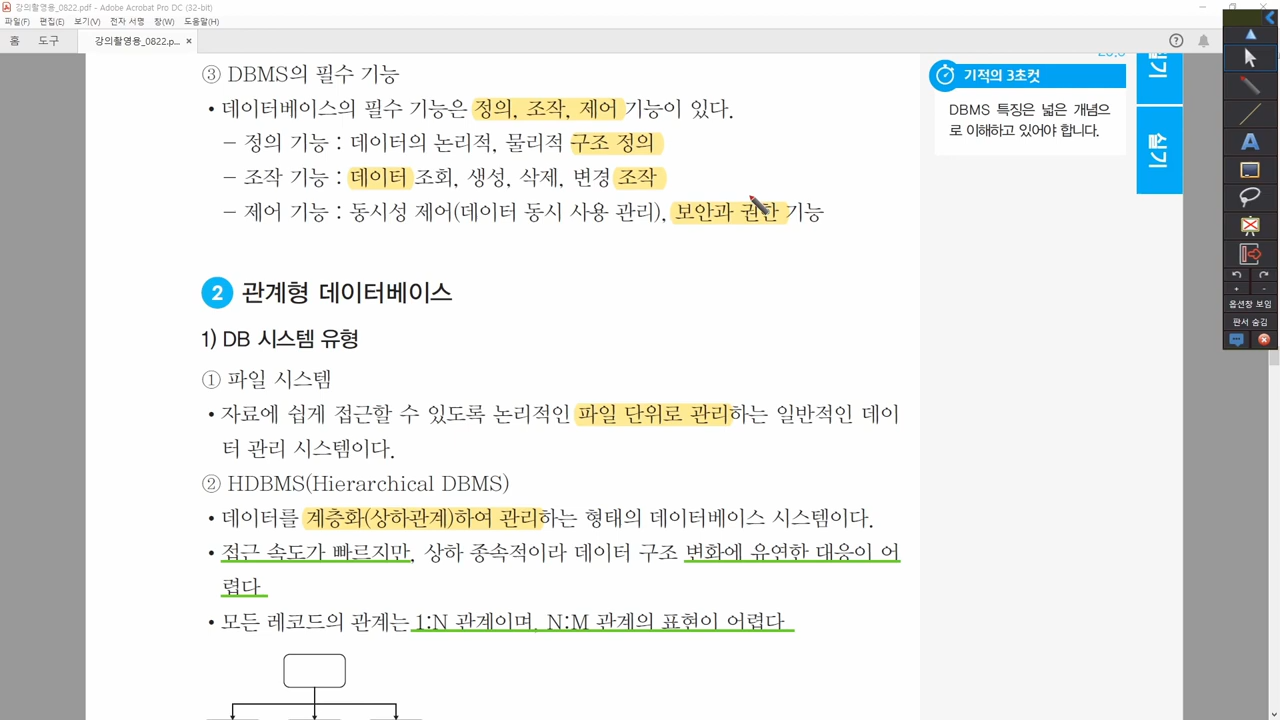 강의촬영용_0822.pdf - Adobe Acrobat Pro DC (32-bit)
파일(F) 편집(E) 보기(V) 전자 서명 창(W) 도움말(H)
홈 도구 강의촬영용_0822.p... ×
③ DBMS의 필수 기능
• 데이터베이스의 필수 기능은 정의, 조작, 제어 기능이 있다.
– 정의 기능 : 데이터의 논리적, 물리적 구조 정의
– 조작 기능 : 데이터 조회, 생성, 삭제, 변경 조작
– 제어 기능 : 동시성 제어(데이터 동시 사용 관리), 보안과 권한 기능
2 관계형 데이터베이스
1) DB 시스템 유형
① 파일 시스템
• 자료에 쉽게 접근할 수 있도록 논리적인 파일 단위로 관리하는 일반적인 데이
터 관리 시스템이다.
② HDBMS(Hierarchical DBMS)
• 데이터를 계층화(상하관계)하여 관리하는 형태의 데이터베이스 시스템이다.
• 접근 속도가 빠르지만, 상하 종속적이라 데이터 구조 변화에 유연한 대응이 어
렵다
• 모든 레코드의 관계는 1:N 관계이며, N:M 관계의 표현이 어렵다
기적의 3초컷
DBMS 특징은 넓은 개념으
로 이해하고 있어야 합니다.
필기
실기
A
옵션창 보임
판서 숨김